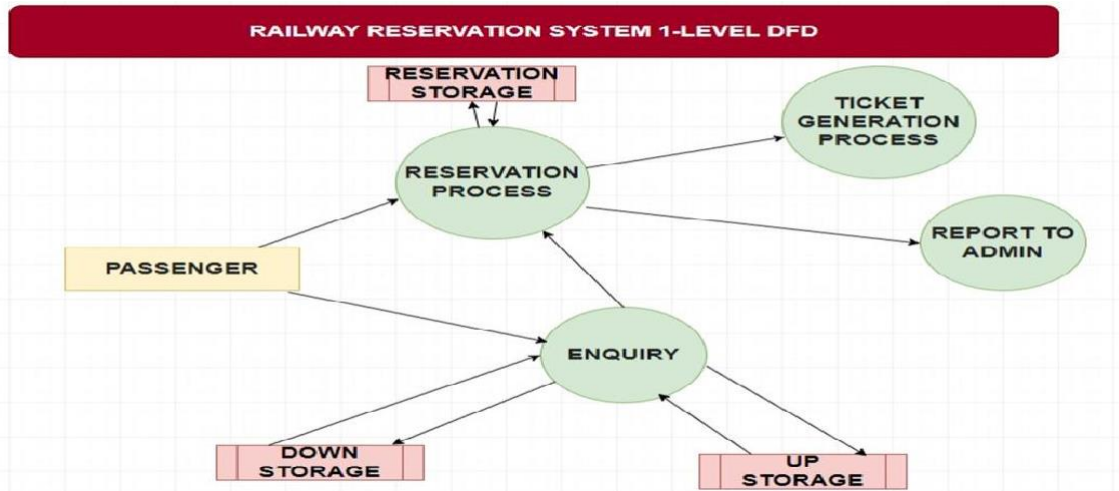 RAILWAY RESERVATION SYSTEM 1-LEVEL DFD
RESERVATION
STORAGE
TICKET
GENERATION
PROCESS
RESERVATION
PROCESS
REPORT TO
ADMIN
PASSENGER
ENQUIRY
DOWN
STORAGE
UP
STORAGE